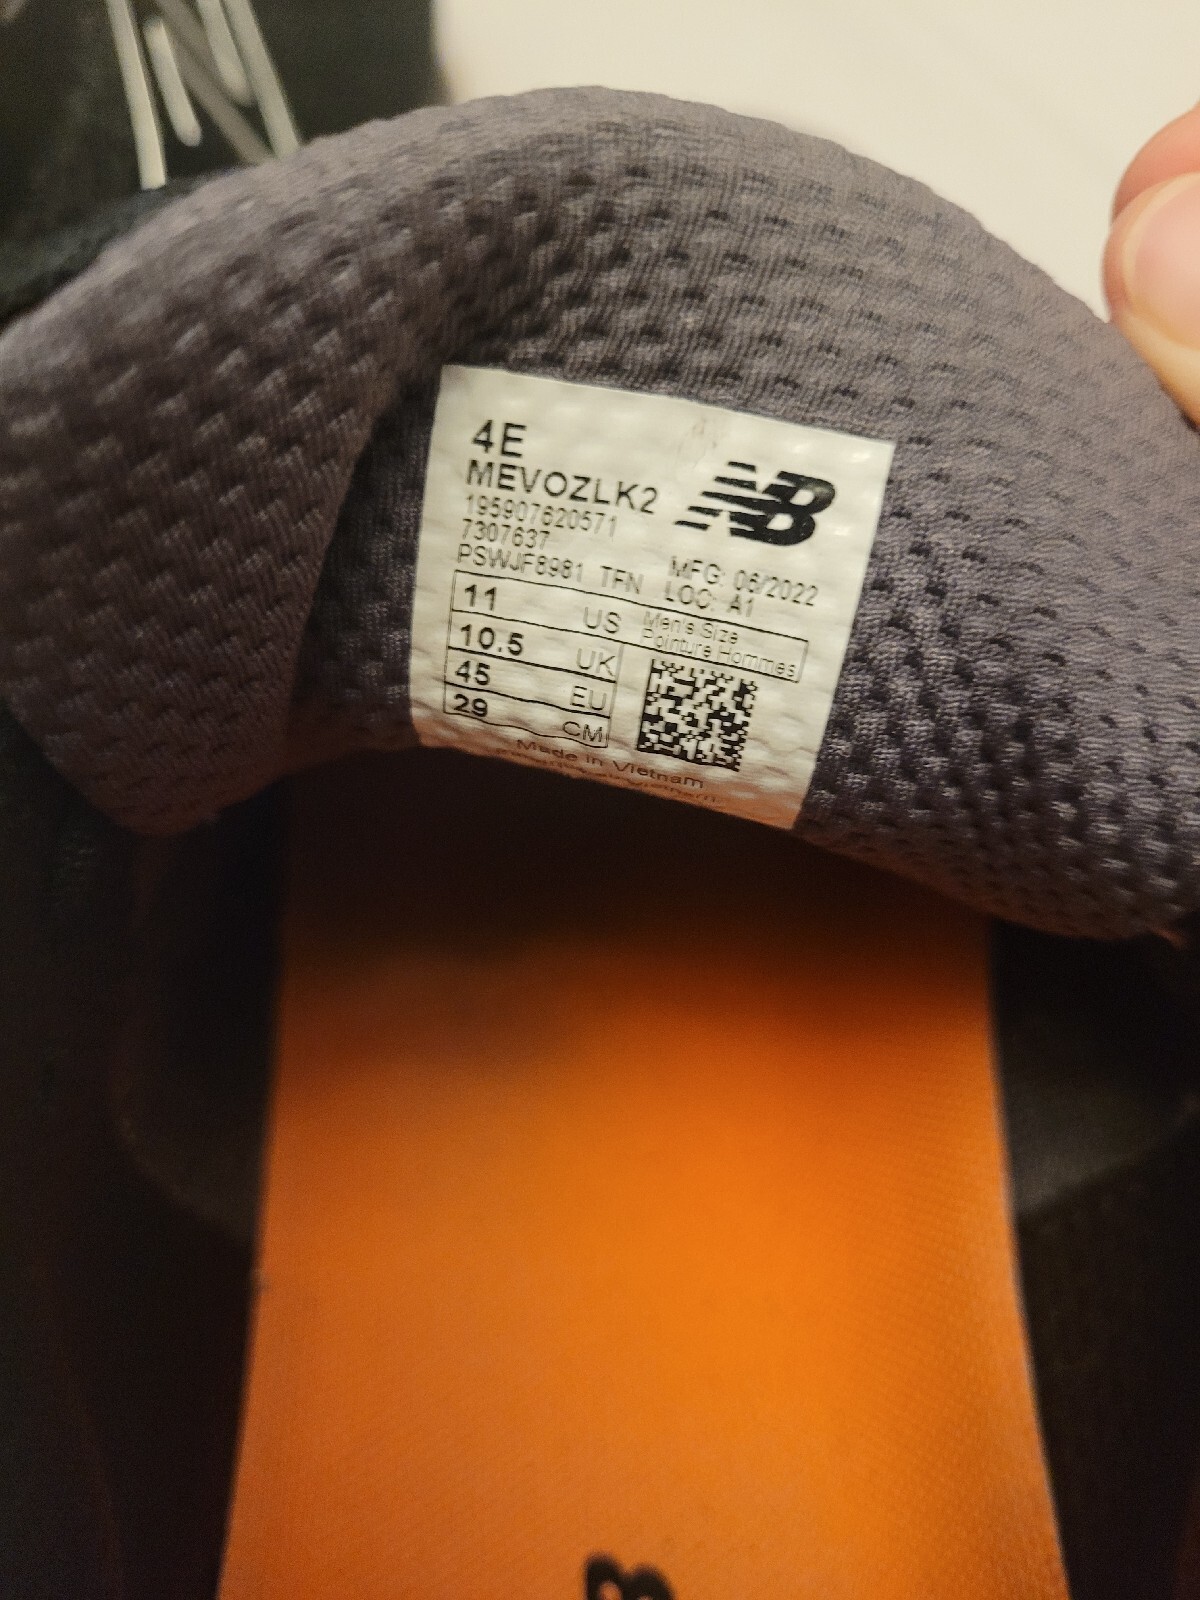 4E
MEVOZLK2
NB
195907620571
7307637
PSWJF8981 TFN
MFG: 06/2022
LOC: A1
11 US
Men's Size
Pointure Hommes
10.5 UK
45 EU
29 CM
Made in Vietnam